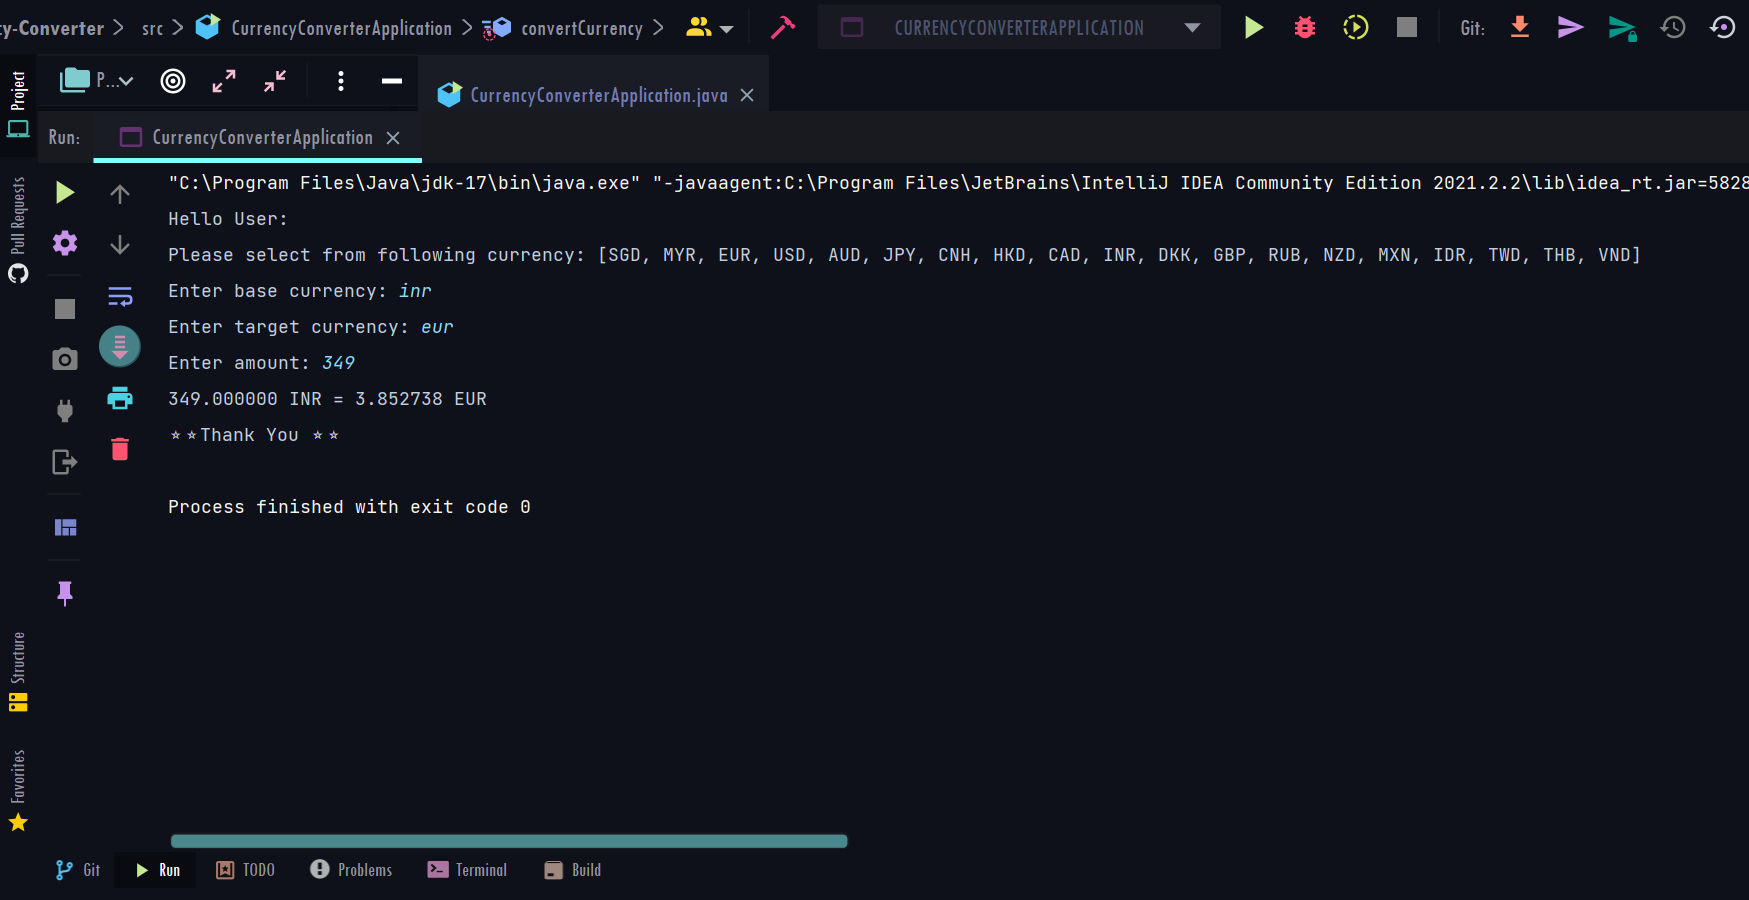 cy-Converter > src > CurrencyConverterApplication > convertCurrency >
CURRENCYCONVERTERAPPLICATION
Git:
Project
P...
CurrencyConverterApplication.java
Run:
CurrencyConverterApplication
Pull Requests
"C:\Program Files\Java\jdk-17\bin\java.exe" "-javaagent:C:\Program Files\JetBrains\IntelliJ IDEA Community Edition 2021.2.2\lib\idea_rt.jar=5828
Hello User:
Please select from following currency: [SGD, MYR, EUR, USD, AUD, JPY, CNH, HKD, CAD, INR, DKK, GBP, RUB, NZD, MXN, IDR, TWD, THB, VND]
Enter base currency: inr
Enter target currency: eur
Enter amount: 349
349.000000 INR = 3.852738 EUR
⭐⭐Thank You ⭐⭐
Process finished with exit code 0
Structure
Favorites
Git
Run
TODO
Problems
Terminal
Build